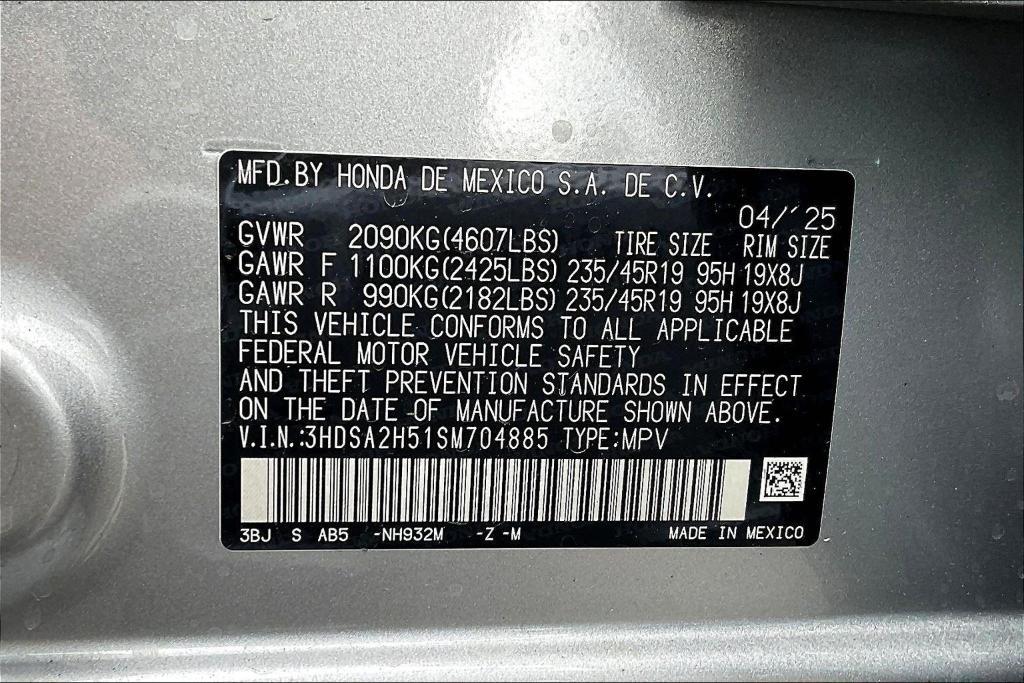 MFD.BY HONDA DE MEXICO S.A. DE C.V.
04/´25
GVWR 2090KG(4607LBS) TIRE SIZE RIM SIZE
GAWR F 1100KG(2425LBS) 235/45R19 95H 19X8J
GAWR R 990KG(2182LBS) 235/45R19 95H 19X8J
THIS VEHICLE CONFORMS TO ALL APPLICABLE
FEDERAL MOTOR VEHICLE SAFETY
AND THEFT PREVENTION STANDARDS IN EFFECT
ON THE DATE OF MANUFACTURE SHOWN ABOVE.
V.I.N.:3HDSA2H51SM704885 TYPE:MPV
3BJ S AB5 -NH932M -Z -M MADE IN MEXICO